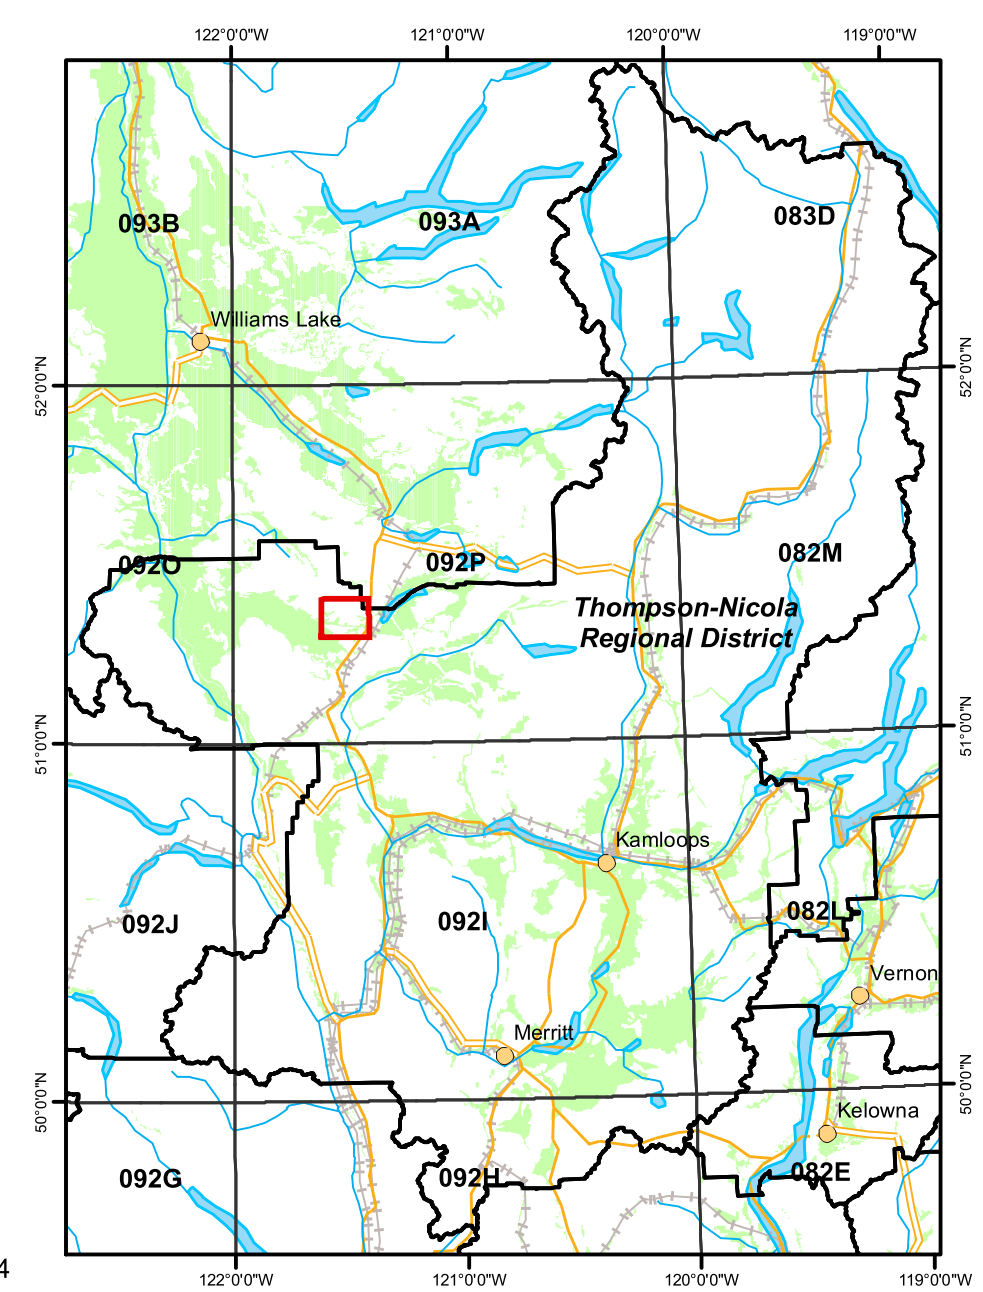 122°0'0"W 121°0'0"W 120°0'0"W 119°0'0"W
093B
093A
083D
Williams Lake
52°0'0"N
52°0'0"N
092O
092P
082M
Thompson-Nicola
Regional District
51°0'0"N
51°0'0"N
Kamloops
092J
092I
082L
Vernon
Merritt
50°0'0"N
50°0'0"N
Kelowna
092G
092H
082E
4
122°0'0"W 121°0'0"W 120°0'0"W 119°0'0"W